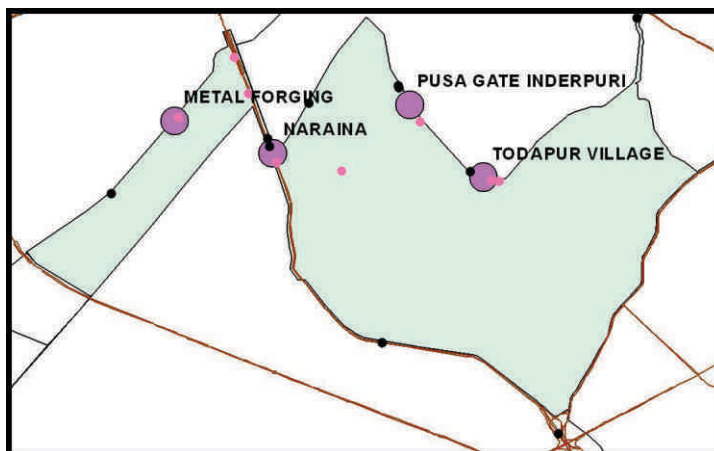 PUSA GATE INDERPURI
METAL FORGING
NARAINA
TODAPUR VILLAGE